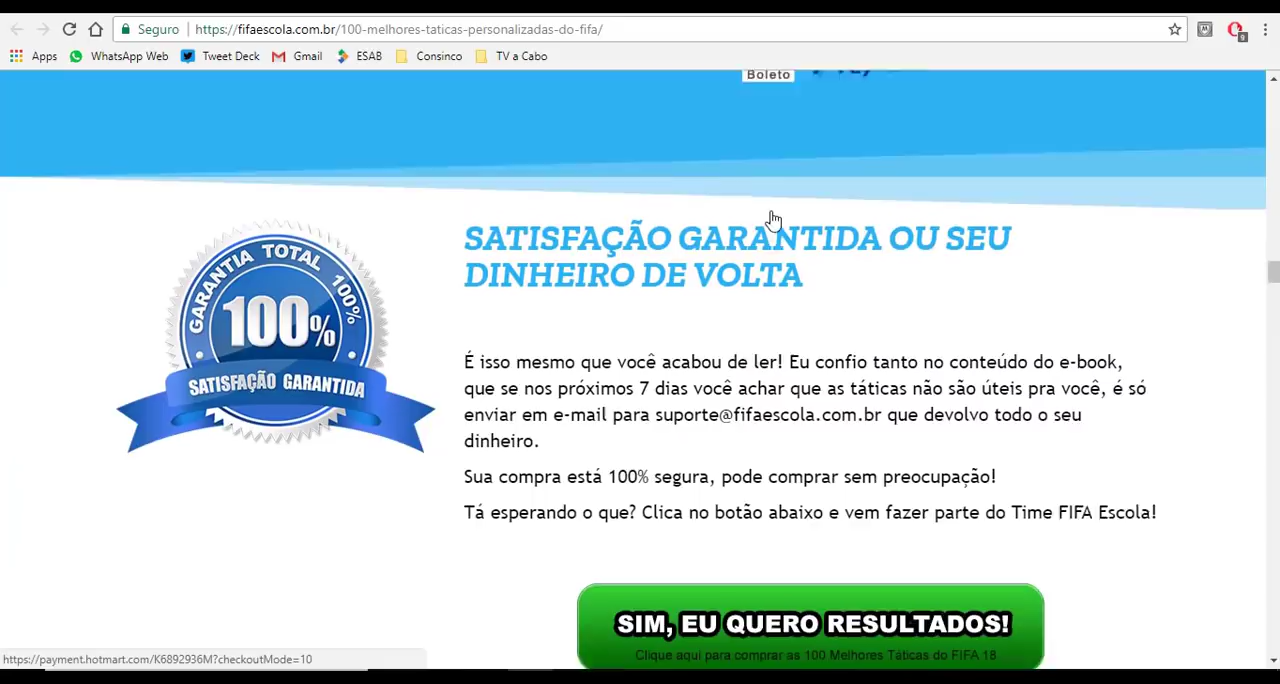 Seguro https://fifaescola.com.br/100-melhores-taticas-personalizadas-do-fifa/
Apps WhatsApp Web Tweet Deck Gmail ESAB Consinco TV a Cabo
Boleto
GARANTIA TOTAL 100%
100%
SATISFAÇÃO GARANTIDA
SATISFAÇÃO GARANTIDA OU SEU
DINHEIRO DE VOLTA
É isso mesmo que você acabou de ler! Eu confio tanto no conteúdo do e-book,
que se nos próximos 7 dias você achar que as táticas não são úteis pra você, é só
enviar em e-mail para suporte@fifaescola.com.br que devolvo todo o seu
dinheiro.
Sua compra está 100% segura, pode comprar sem preocupação!
Tá esperando o que? Clica no botão abaixo e vem fazer parte do Time FIFA Escola!
SIM, EU QUERO RESULTADOS!
Clique aqui para comprar as 100 Melhores Táticas do FIFA 18
https://payment.hotmart.com/K6892936M?checkoutMode=10